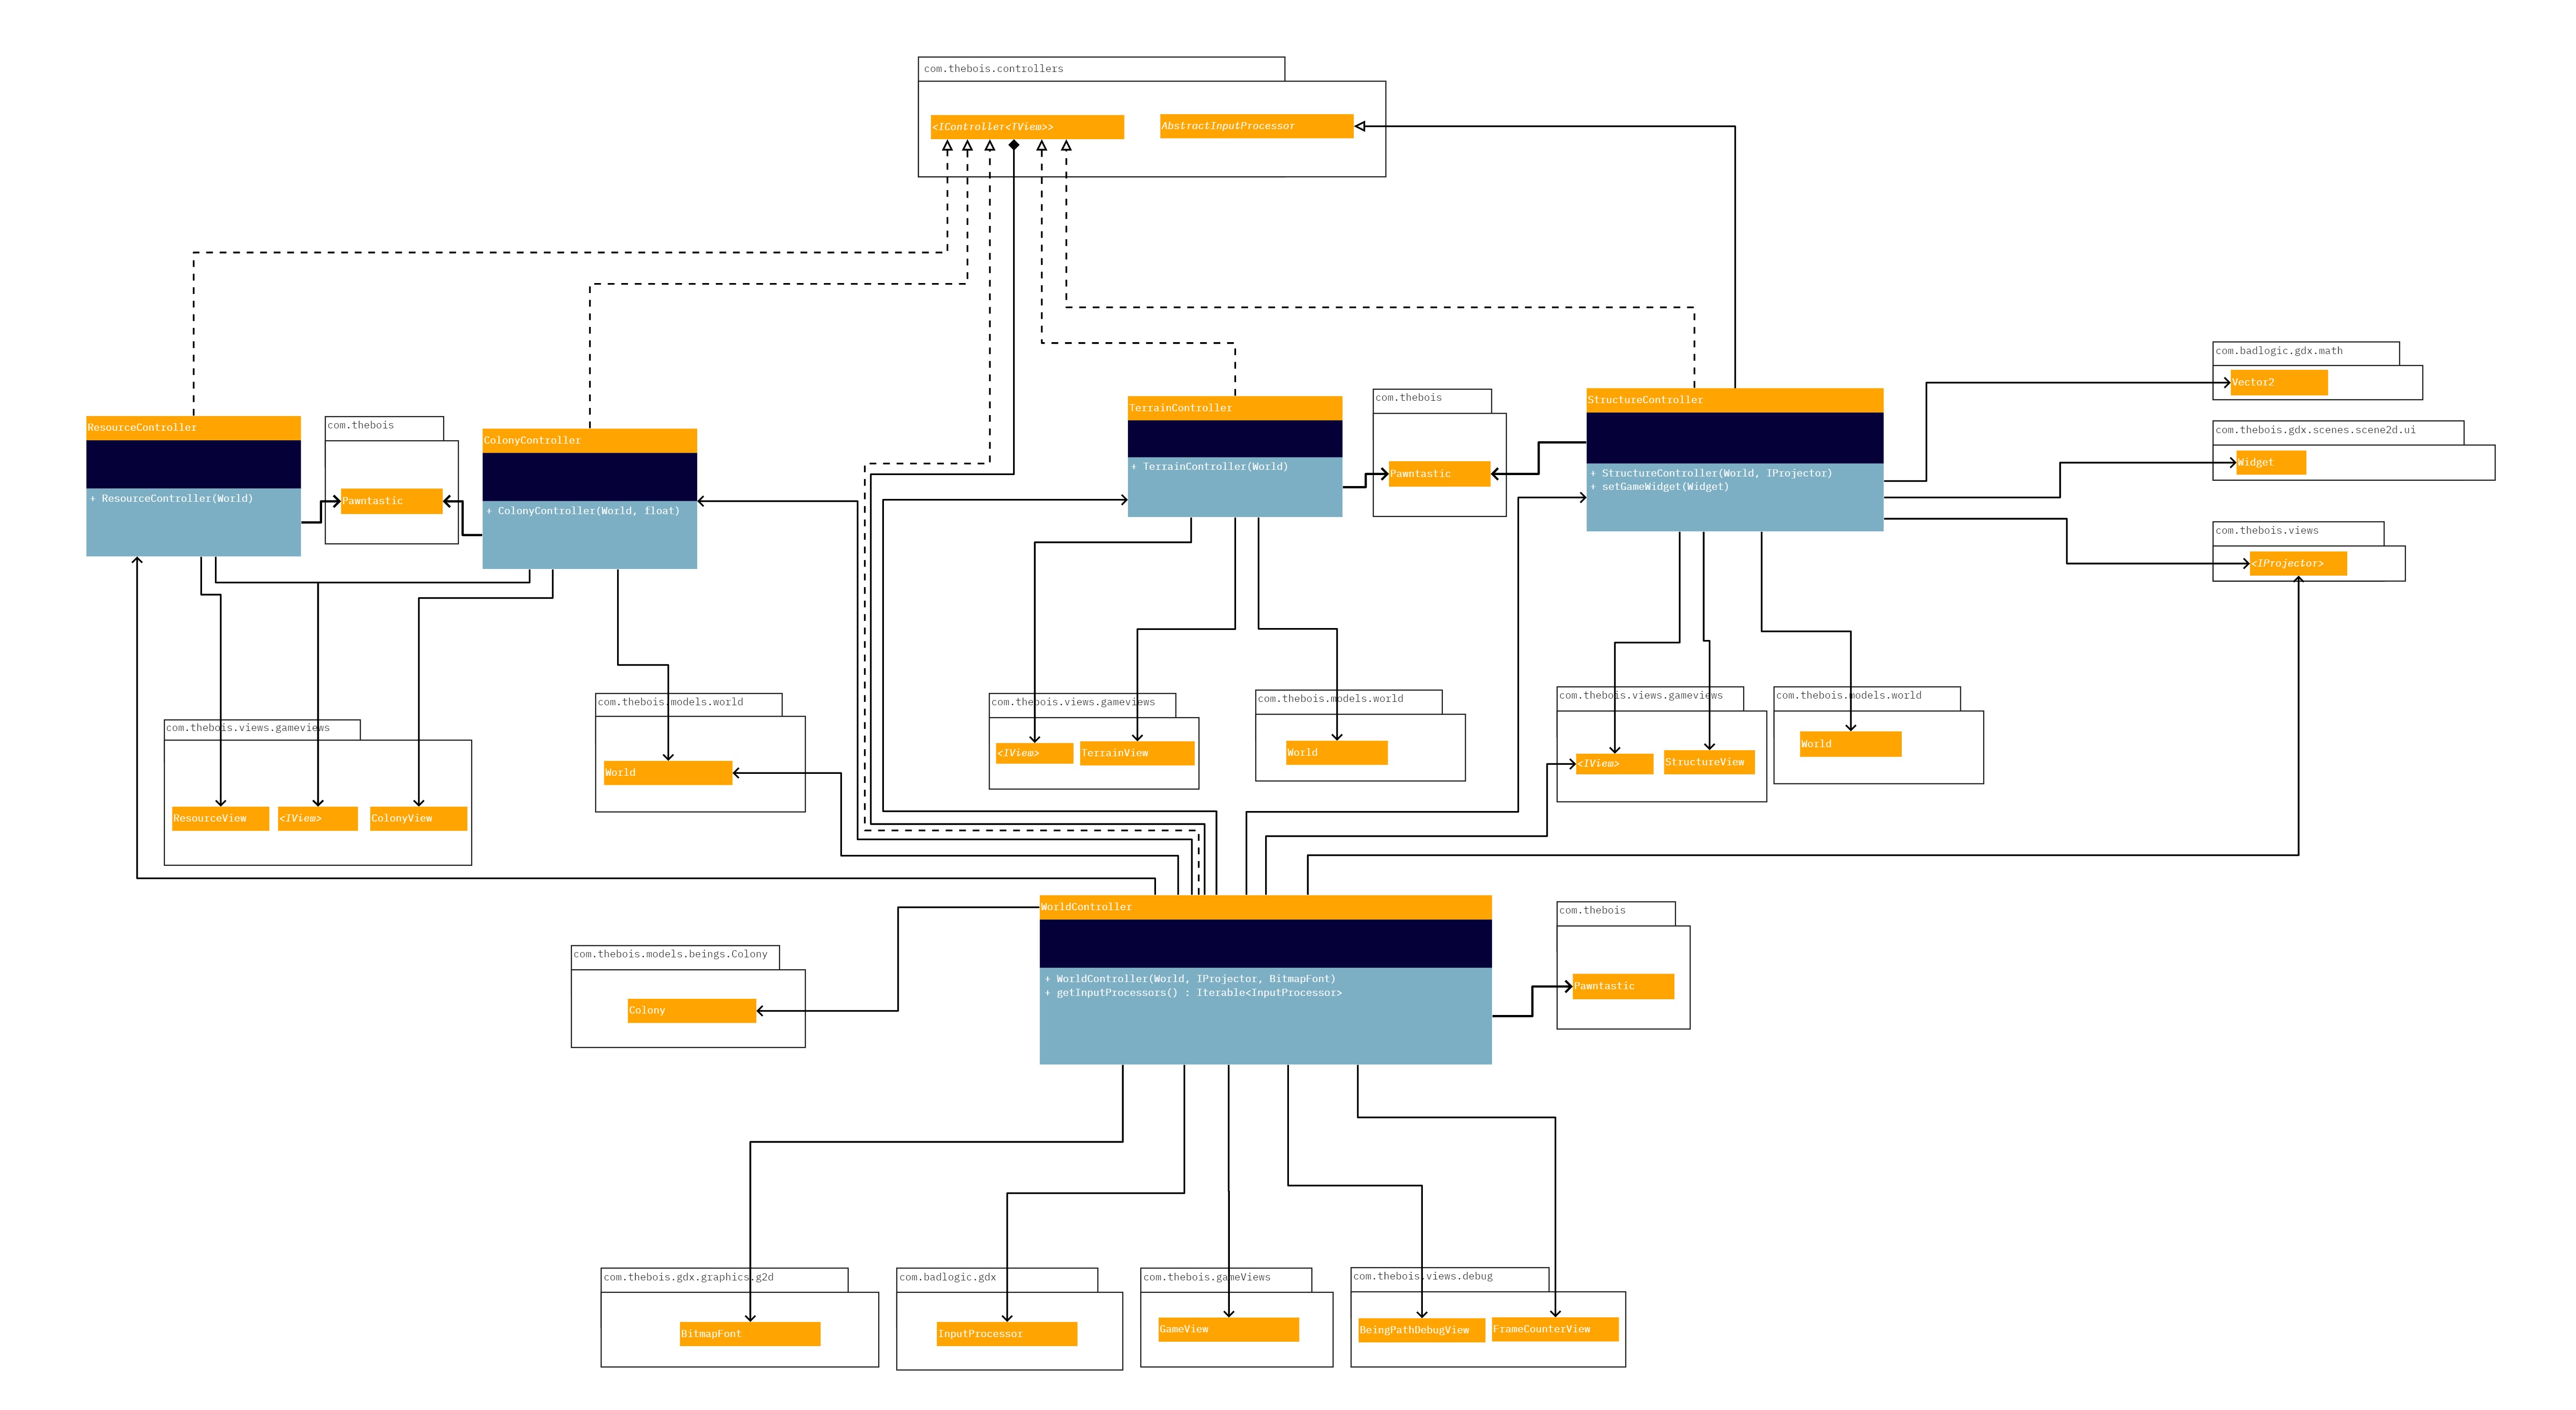 com.thebois.controllers
<IController<IView>>
AbstractInputProcessor
com.badlogic.gdx.math
Vector2
com.thebois.gdx.scenes.scene2d.ui
Widget
com.thebois.views
<IProjector>
ResourceController
+ ResourceController(World)
com.thebois
Pawntastic
ColonyController
+ ColonyController(World, float)
TerrainController
+ TerrainController(World)
com.thebois
Pawntastic
StructureController
+ StructureController(World, IProjector)
+ setGameWidget(Widget)
com.thebois.views.gameviews
ResourceView
<IView>
ColonyView
com.thebois.models.world
World
com.thebois.views.gameviews
<IView>
TerrainView
com.thebois.models.world
World
com.thebois.views.gameviews
<IView>
StructureView
com.thebois.models.world
World
WorldController
+ WorldController(World, IProjector, BitmapFont)
+ getInputProcessors() : Iterable<InputProcessor>
com.thebois
Pawntastic
com.thebois.models.beings.Colony
Colony
com.thebois.gdx.graphics.g2d
BitmapFont
com.badlogic.gdx
InputProcessor
com.thebois.gameViews
GameView
com.thebois.views.debug
BeingPathDebugView
FrameCounterView